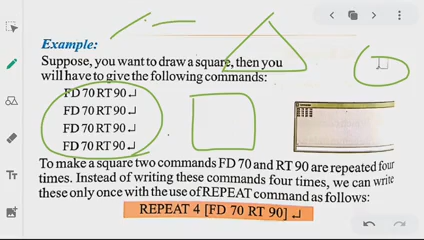 Example:
Suppose, you want to draw a square, then you
will have to give the following commands:
FD 70 RT 90↵
FD 70 RT 90↵
FD 70 RT 90↵
FD 70 RT 90↵
To make a square two commands FD 70 and RT 90 are repeated four
times. Instead of writing these commands four times, we can write
these only once with the use of REPEAT command as follows:
REPEAT 4 [FD 70 RT 90] ↵
Tт